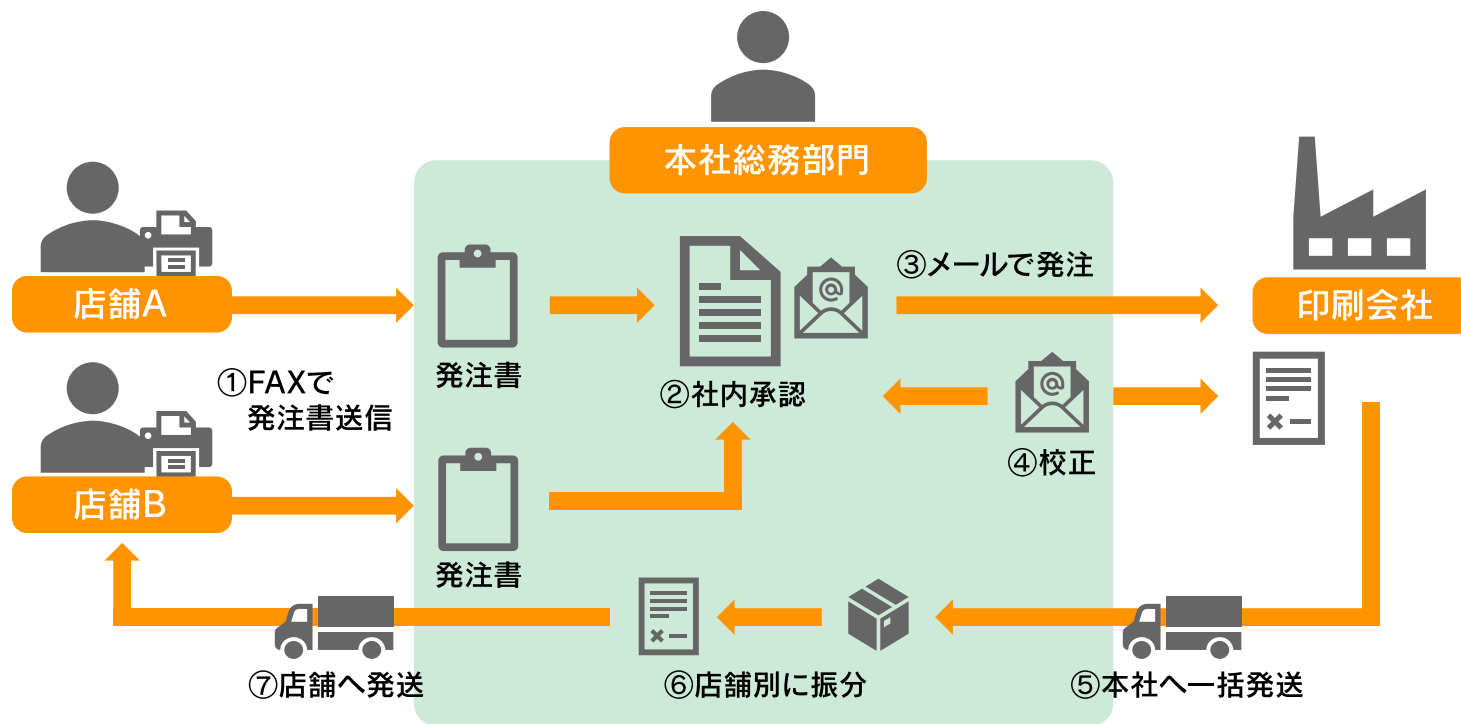 本社総務部門
店舗A
③メールで発注
印刷会社
発注書
①FAXで
発注書送信
②社内承認
④校正
店舗B
発注書
⑦店舗へ発送
⑥店舗別に振分
⑤本社へ一括発送